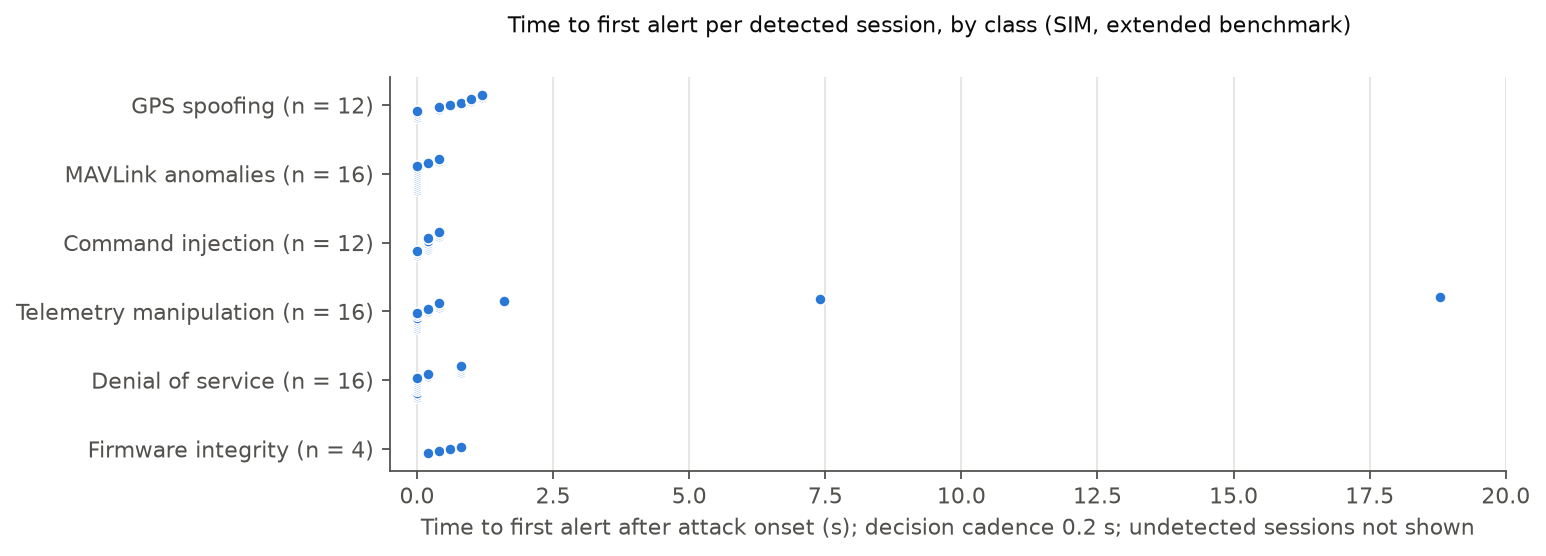 Time to first alert per detected session, by class (SIM, extended benchmark)
GPS spoofing (n = 12)
MAVLink anomalies (n = 16)
Command injection (n = 12)
Telemetry manipulation (n = 16)
Denial of service (n = 16)
Firmware integrity (n = 4)
0.0 2.5 5.0 7.5 10.0 12.5 15.0 17.5 20.0
Time to first alert after attack onset (s); decision cadence 0.2 s; undetected sessions not shown